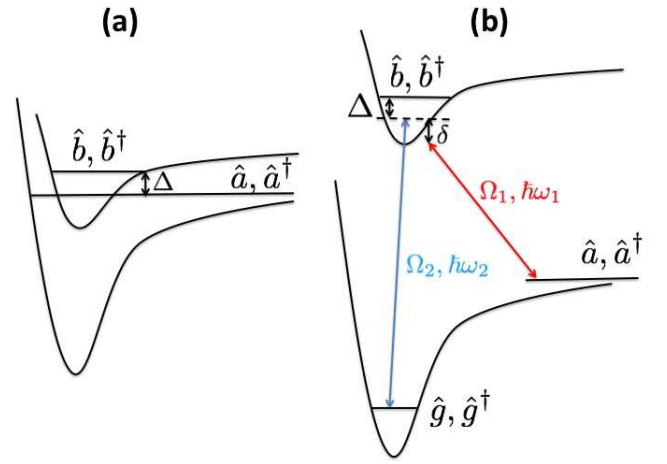 (a)
(b)
b̂, b̂†
Δ
â, â†
b̂, b̂†
Δ
δ
Ω₁, ħω₁
Ω₂, ħω₂
â, â†
ĝ, ĝ†